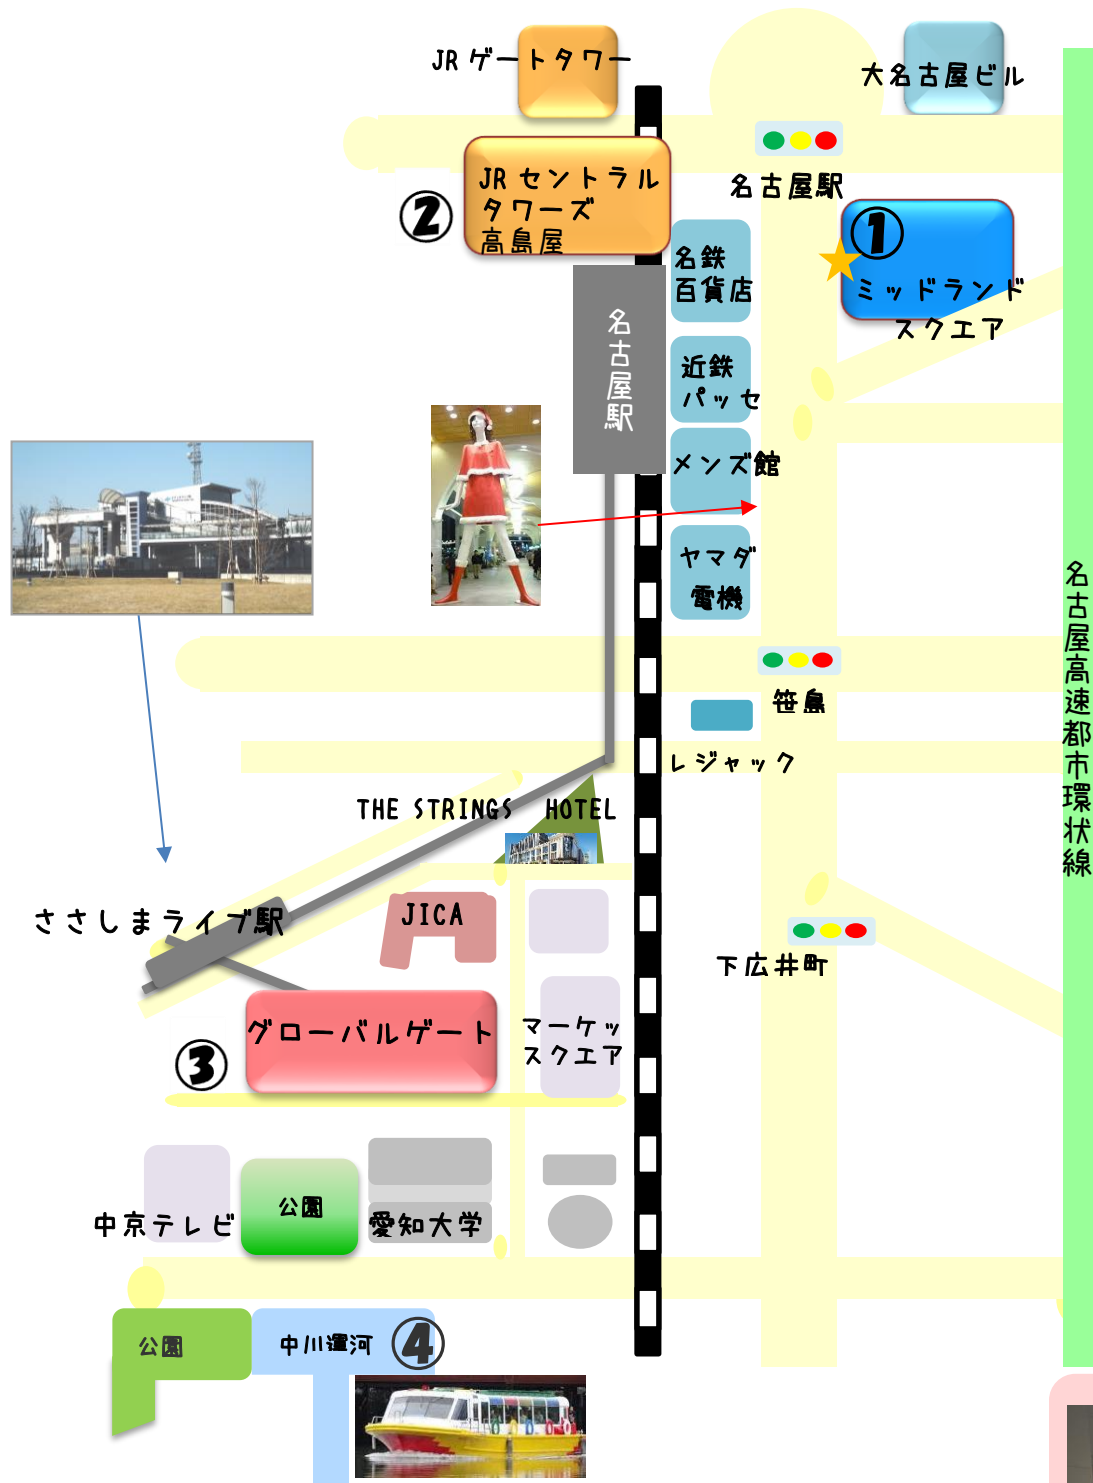 JRゲートタワー
大名古屋ビル
JRセントラル
タワーズ
高島屋
②
名古屋駅
①
ミッドランド
スクエア
名鉄
百貨店
名古屋駅
近鉄
パッセ
メンズ館
ヤマダ
電機
名古屋高速都市環状線
笹島
レジャック
THE STRINGS HOTEL
ささしまライブ駅
JICA
下広井町
グローバルゲート
③
マーケッ
スクエア
中京テレビ
公園
愛知大学
公園
中川運河
④